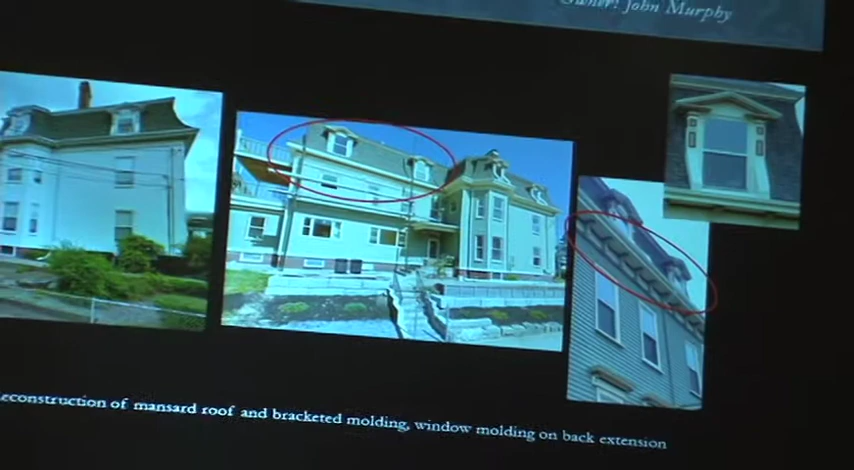 Owner: John Murphy
Reconstruction of mansard roof and bracketed molding, window molding on back extension